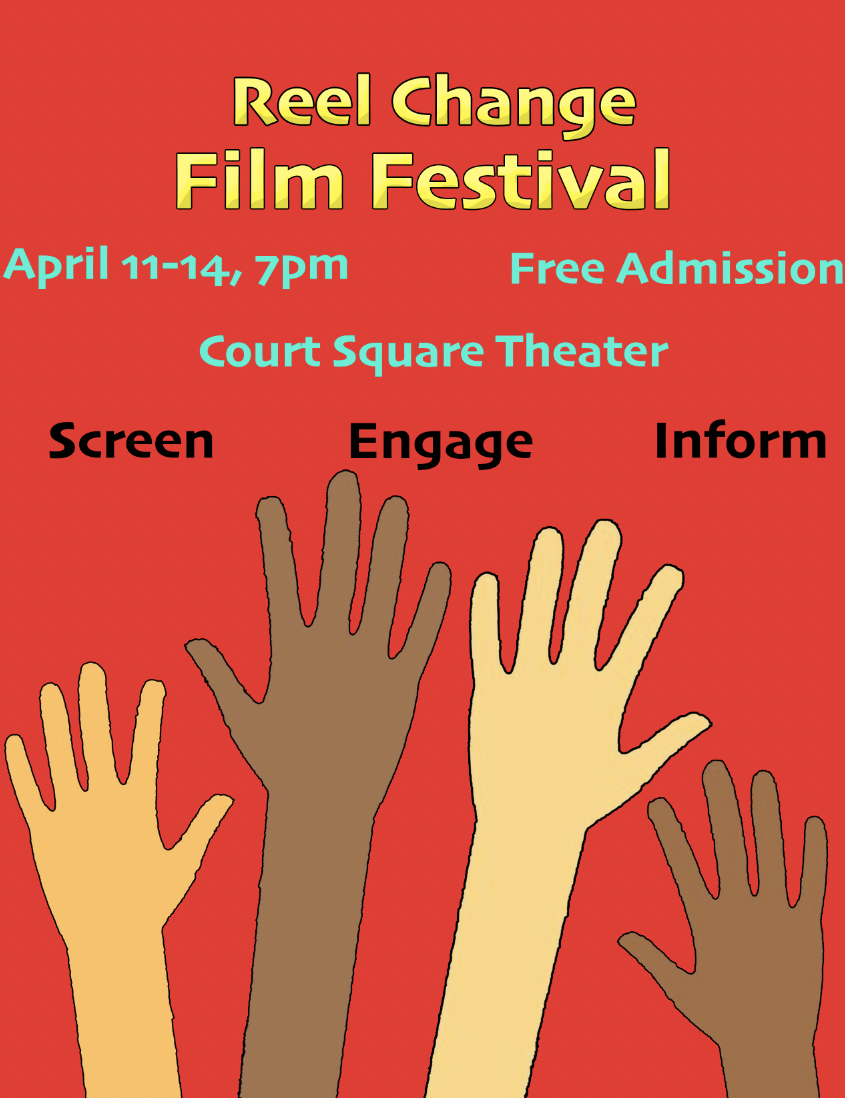 Reel Change
Film Festival
April 11-14, 7pm
Free Admission
Court Square Theater
Screen Engage Inform